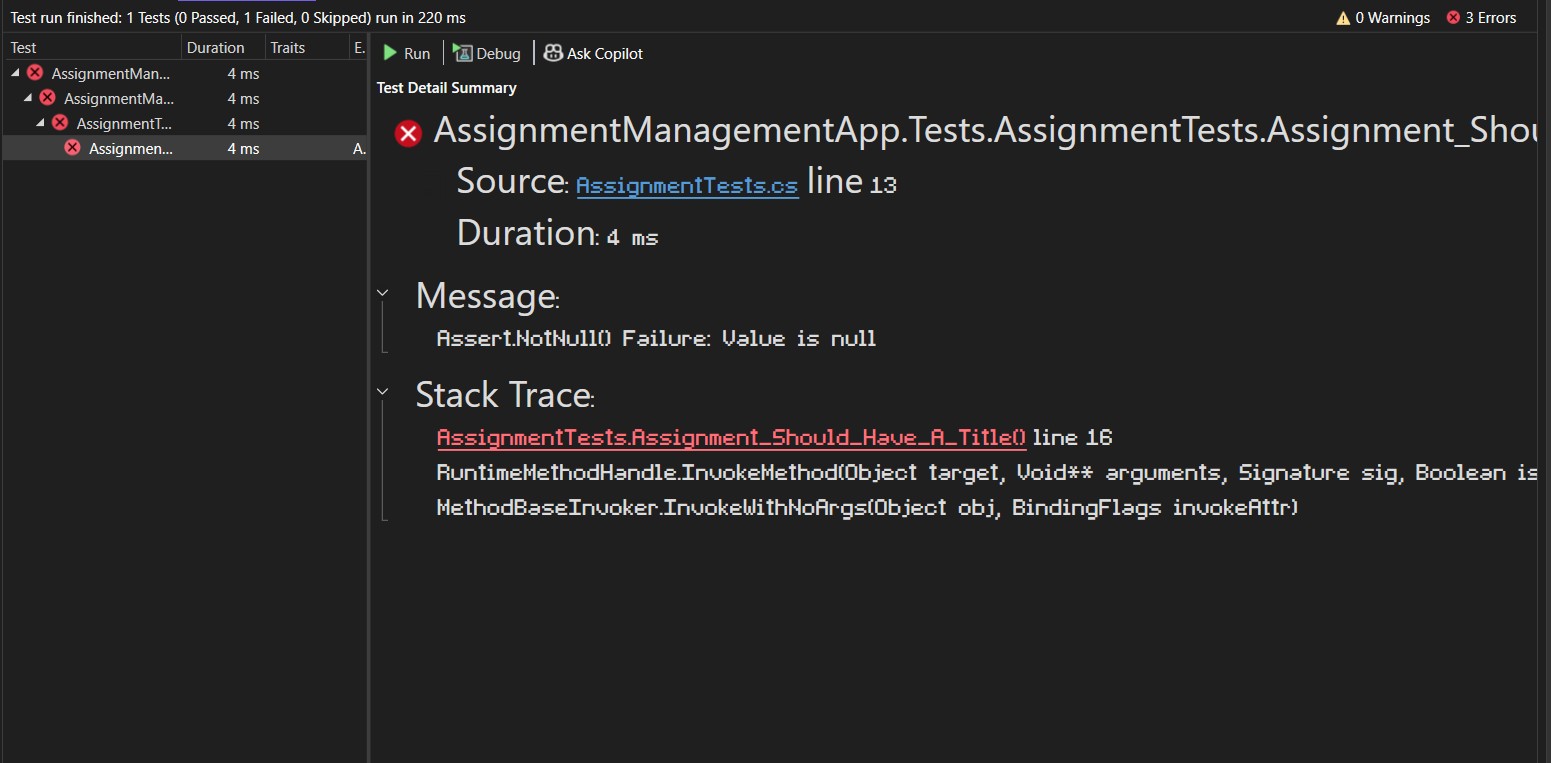 Test run finished: 1 Tests (0 Passed, 1 Failed, 0 Skipped) run in 220 ms
0 Warnings
3 Errors
Test Duration Traits E.
AssignmentMan... 4 ms
AssignmentMa... 4 ms
AssignmentT... 4 ms
Assignmen... 4 ms A.
Run Debug Ask Copilot
Test Detail Summary
AssignmentManagementApp.Tests.AssignmentTests.Assignment_Shou
Source: AssignmentTests.cs line 13
Duration: 4 ms
Message:
Assert.NotNull() Failure: Value is null
Stack Trace:
AssignmentTests.Assignment_Should_Have_A_Title() line 16
RuntimeMethodHandle.InvokeMethod(Object target, Void** arguments, Signature sig, Boolean is
MethodBaseInvoker.InvokeWithNoArgs(Object obj, BindingFlags invokeAttr)